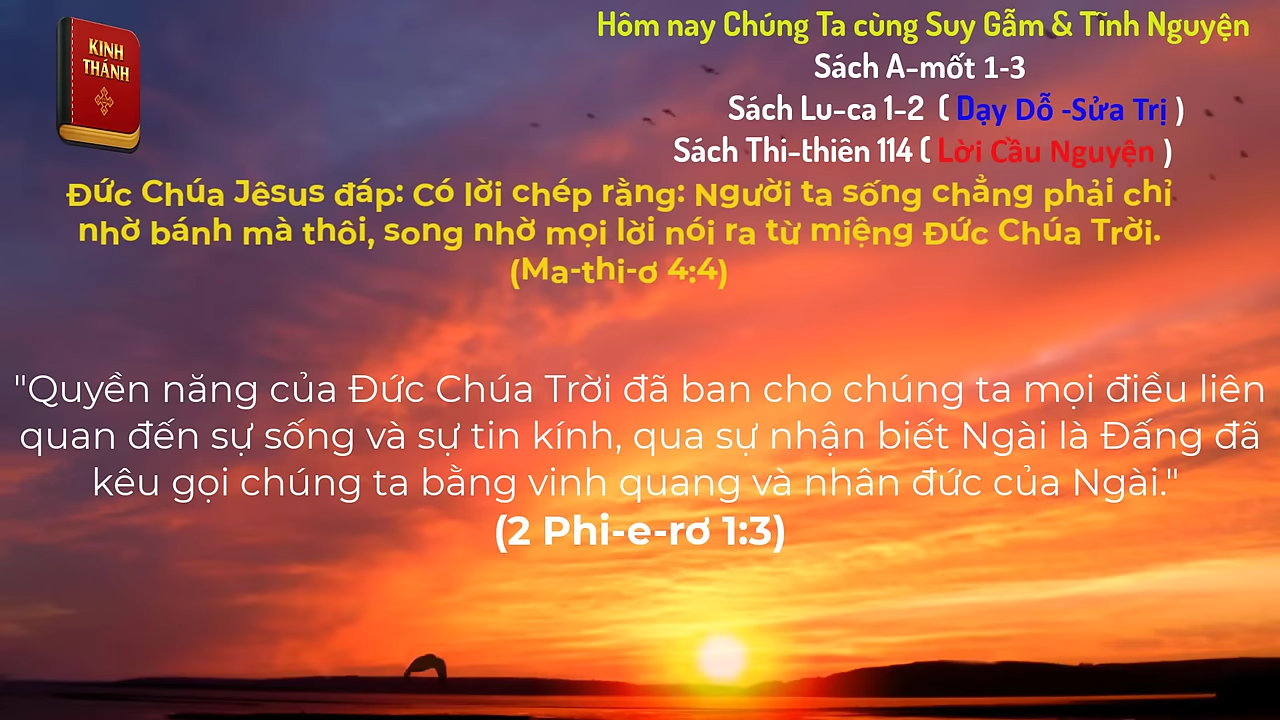 KINH
THÁNH
Hôm nay Chúng Ta cùng Suy Gẫm & Tĩnh Nguyện
Sách A-mốt 1-3
Sách Lu-ca 1-2 ( Dạy Dỗ -Sửa Trị )
Sách Thi-thiên 114 ( Lời Cầu Nguyện )
Đức Chúa Jêsus đáp: Có lời chép rằng: Người ta sống chẳng phải chỉ
nhờ bánh mà thôi, song nhờ mọi lời nói ra từ miệng Đức Chúa Trời.
(Ma-thi-ơ 4:4)
"Quyền năng của Đức Chúa Trời đã ban cho chúng ta mọi điều liên
quan đến sự sống và sự tin kính, qua sự nhận biết Ngài là Đấng đã
kêu gọi chúng ta bằng vinh quang và nhân đức của Ngài."
(2 Phi-e-rơ 1:3)